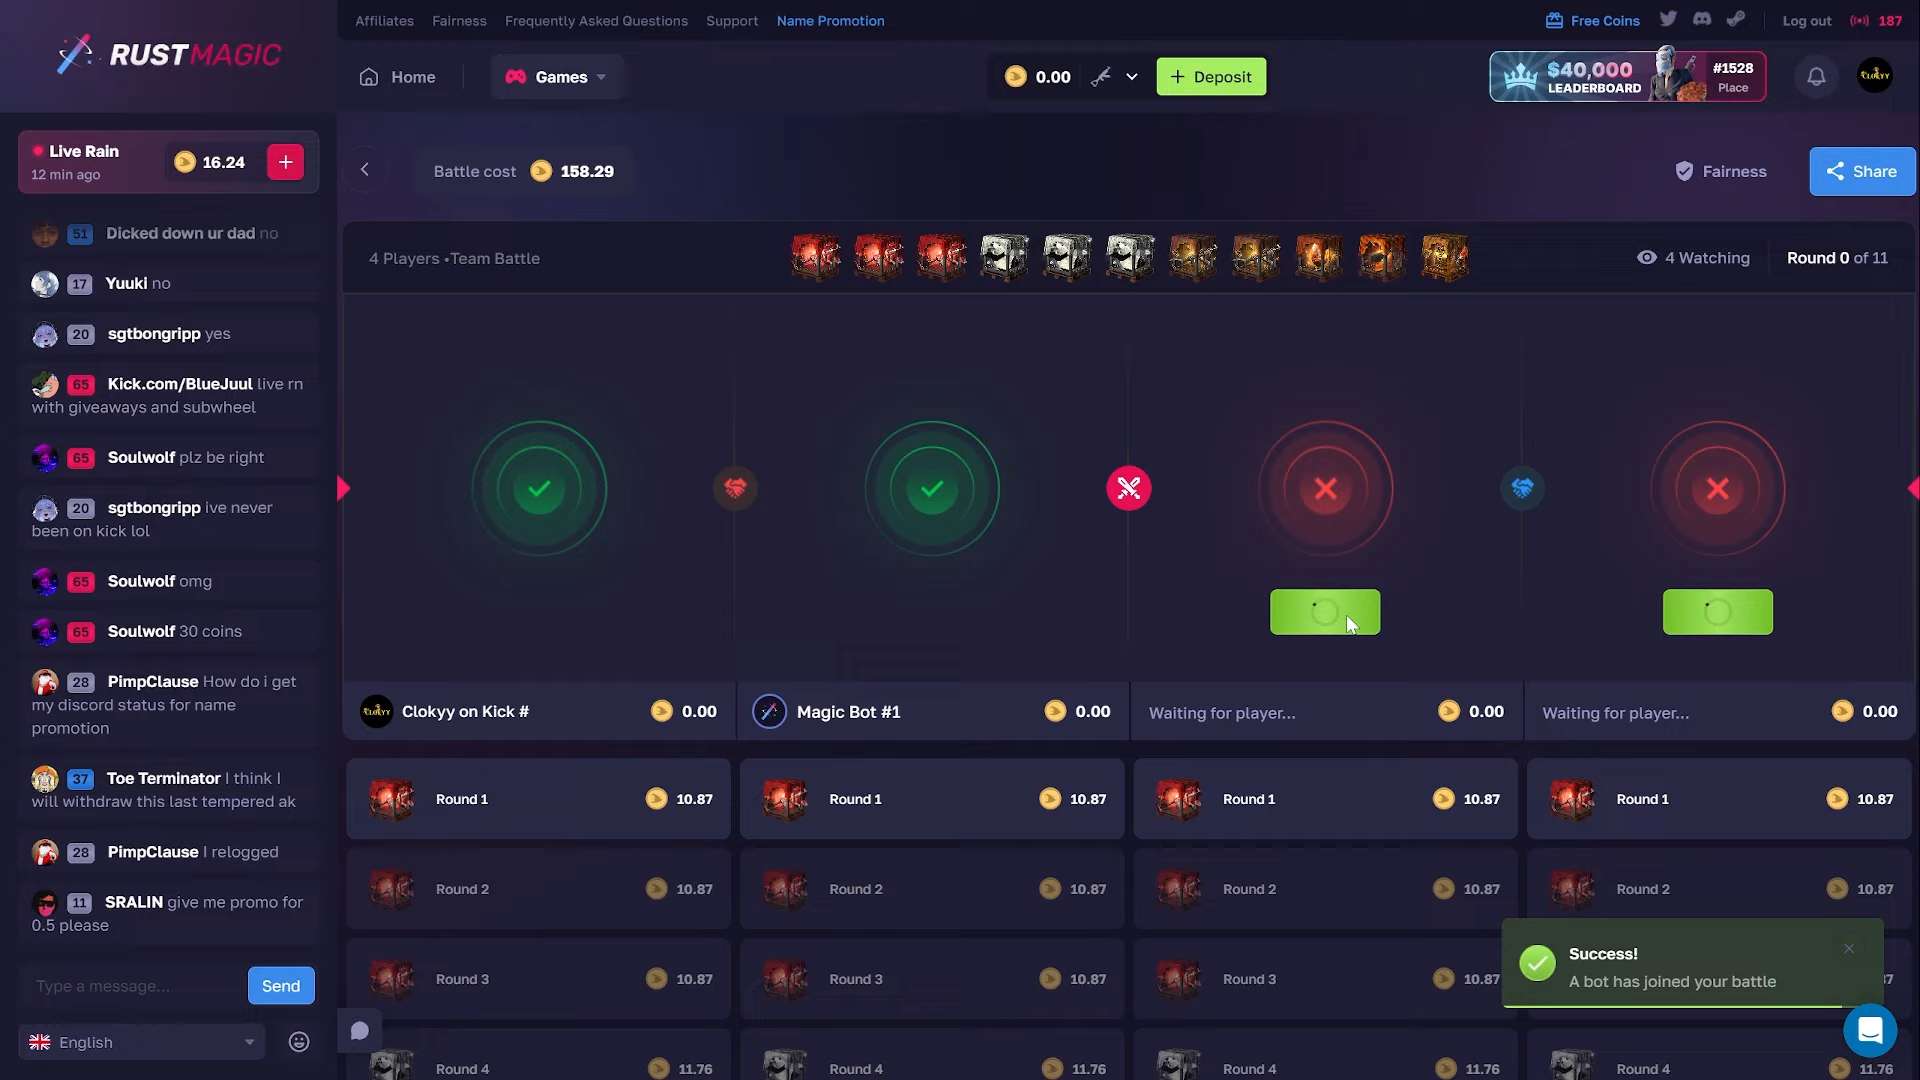 Affiliates Fairness Frequently Asked Questions Support Name Promotion Free Coins Log out 187
RUSTMAGIC
Home Games 0.00 Deposit $40,000 LEADERBOARD #1528 Place CLOKYY
Live Rain
12 min ago
16.24
Battle cost 158.29 Fairness Share
51 Dicked down ur dad no
17 Yuuki no
20 sgtbongripp yes
65 Kick.com/BlueJuul live rn
with giveaways and subwheel
65 Soulwolf plz be right
20 sgtbongripp ive never
been on kick lol
65 Soulwolf omg
65 Soulwolf 30 coins
28 PimpClause How do i get
my discord status for name
promotion
37 Toe Terminator I think I
will withdraw this last tempered ak
28 PimpClause I relogged
11 SRALIN give me promo for
0.5 please
Type a message... Send
English
4 Players •Team Battle 4 Watching Round 0 of 11
CLOKYY Clokyy on Kick # 0.00 Magic Bot #1 0.00 Waiting for player... 0.00 Waiting for player... 0.00
Round 1 10.87 Round 1 10.87 Round 1 10.87 Round 1 10.87
Round 2 10.87 Round 2 10.87 Round 2 10.87 Round 2 10.87
Round 3 10.87 Round 3 10.87 Round 3 10.87
Round 4 11.76 Round 4 11.76 Round 4 11.76 Round 4 11.76
Success!
A bot has joined your battle